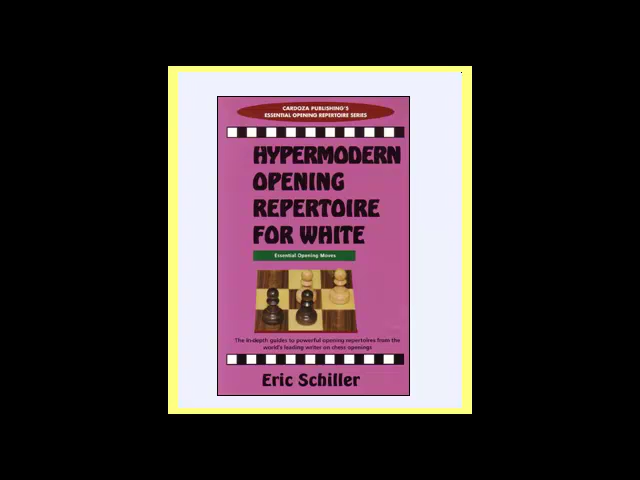 CARDOZA PUBLISHING'S
ESSENTIAL OPENING REPERTOIRE SERIES
HYPERMODERN
OPENING
REPERTOIRE
FOR WHITE
Essential Opening Moves
The in-depth guides to powerful opening repertoires from the
world's leading writer on chess openings
Eric Schiller